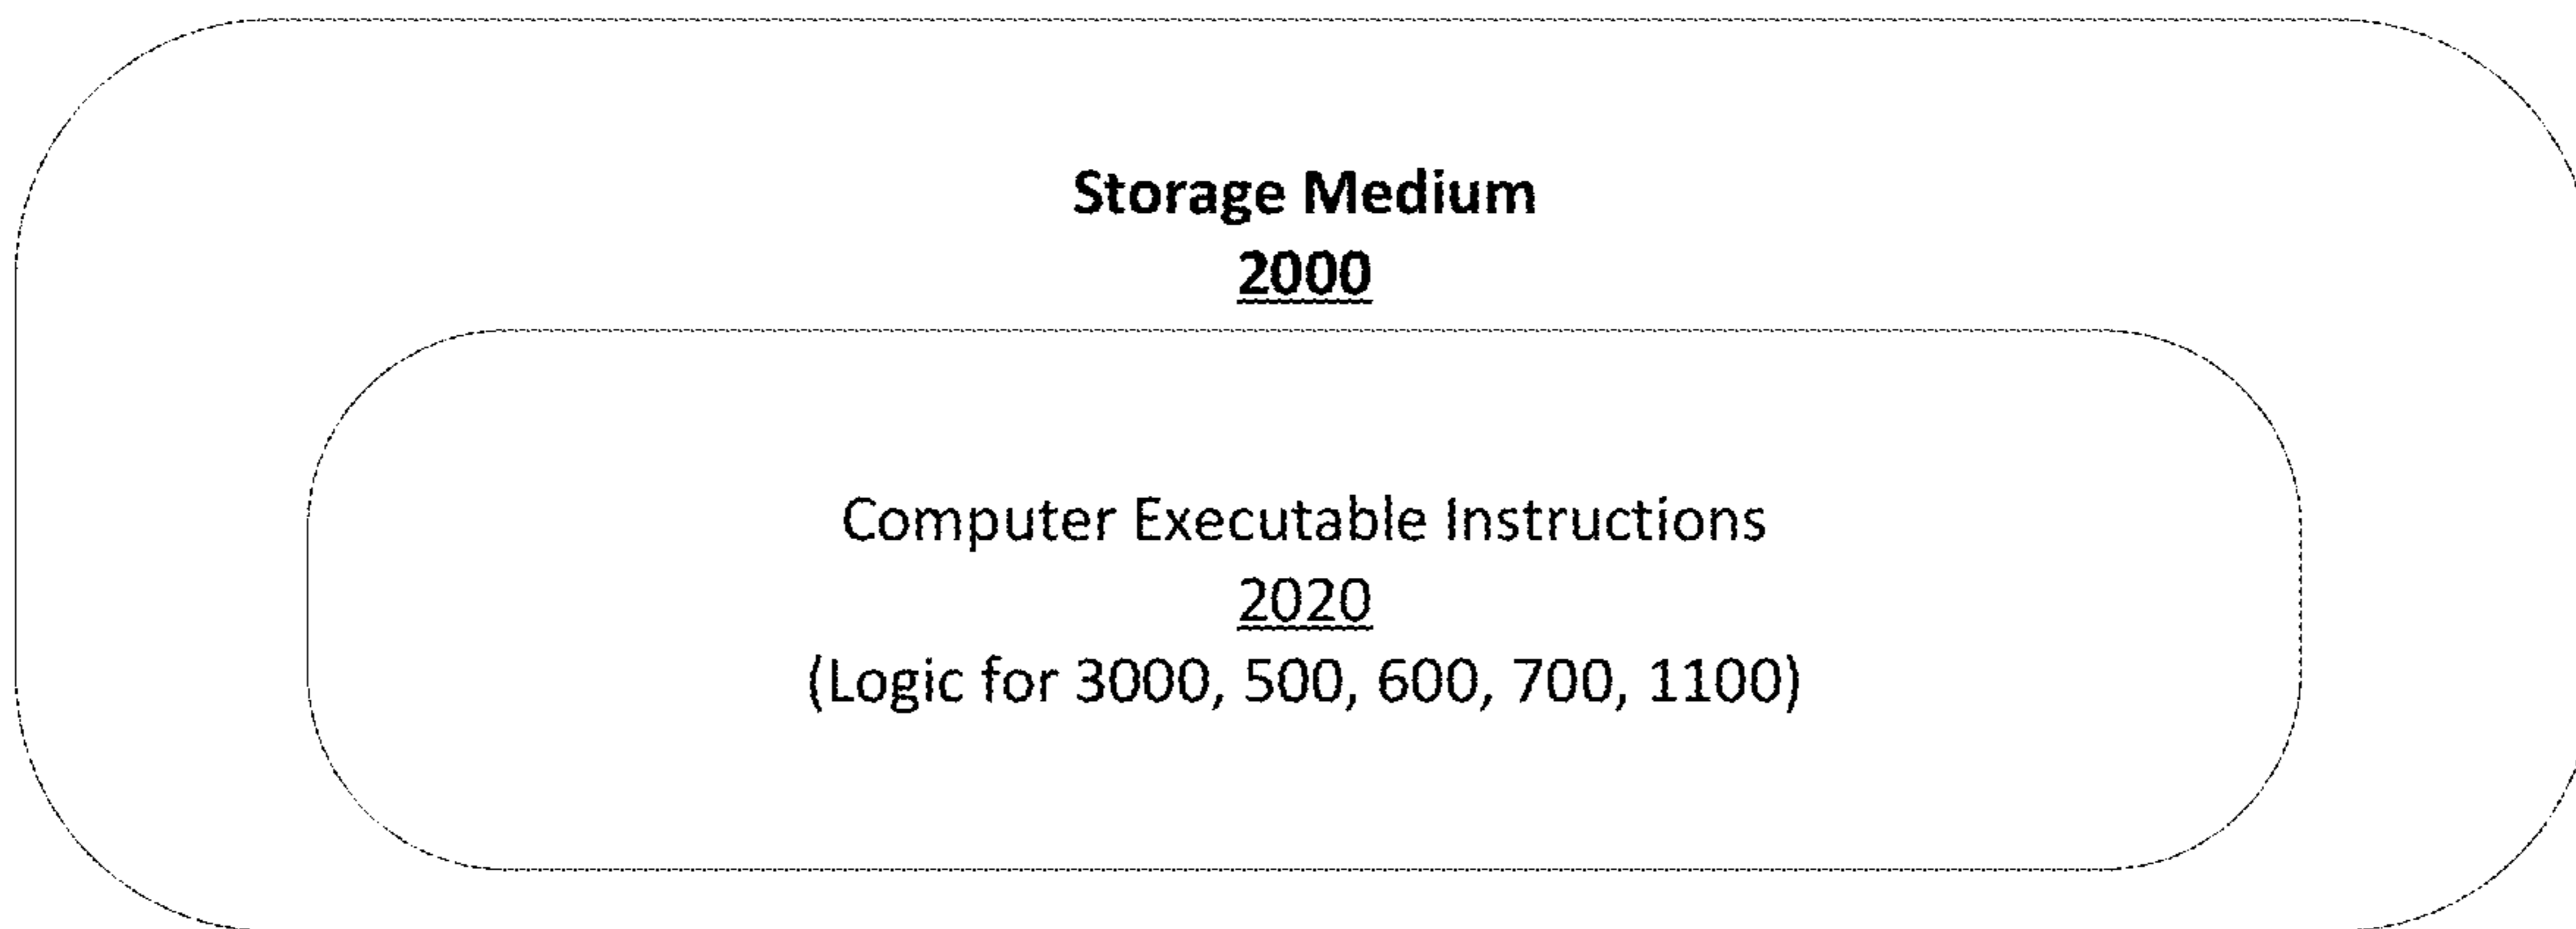 Storage Medium
2000
Computer Executable Instructions
2020
(Logic for 3000, 500, 600, 700, 1100)